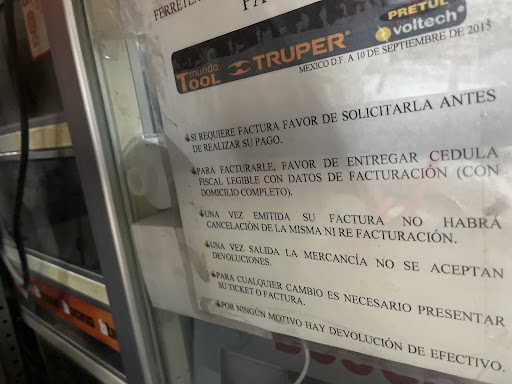 FERRETE
PRETUL
mundo
TOOL TRUPER® voltech®
MEXICO D.F. A 10 DE SEPTIEMBRE DE 2015
SI REQUIERE FACTURA FAVOR DE SOLICITARLA ANTES
DE REALIZAR SU PAGO.
PARA FACTURARLE, FAVOR DE ENTREGAR CEDULA
FISCAL LEGIBLE CON DATOS DE FACTURACIÓN (CON
DOMICILIO COMPLETO).
UNA VEZ EMITIDA SU FACTURA NO HABRA
CANCELACIÓN DE LA MISMA NI RE FACTURACIÓN.
UNA VEZ SALIDA LA MERCANCÍA NO SE ACEPTAN
DEVOLUCIONES.
PARA CUALQUIER CAMBIO ES NECESARIO PRESENTAR
SU TICKET O FACTURA.
POR NINGÚN MOTIVO HAY DEVOLUCIÓN DE EFECTIVO.